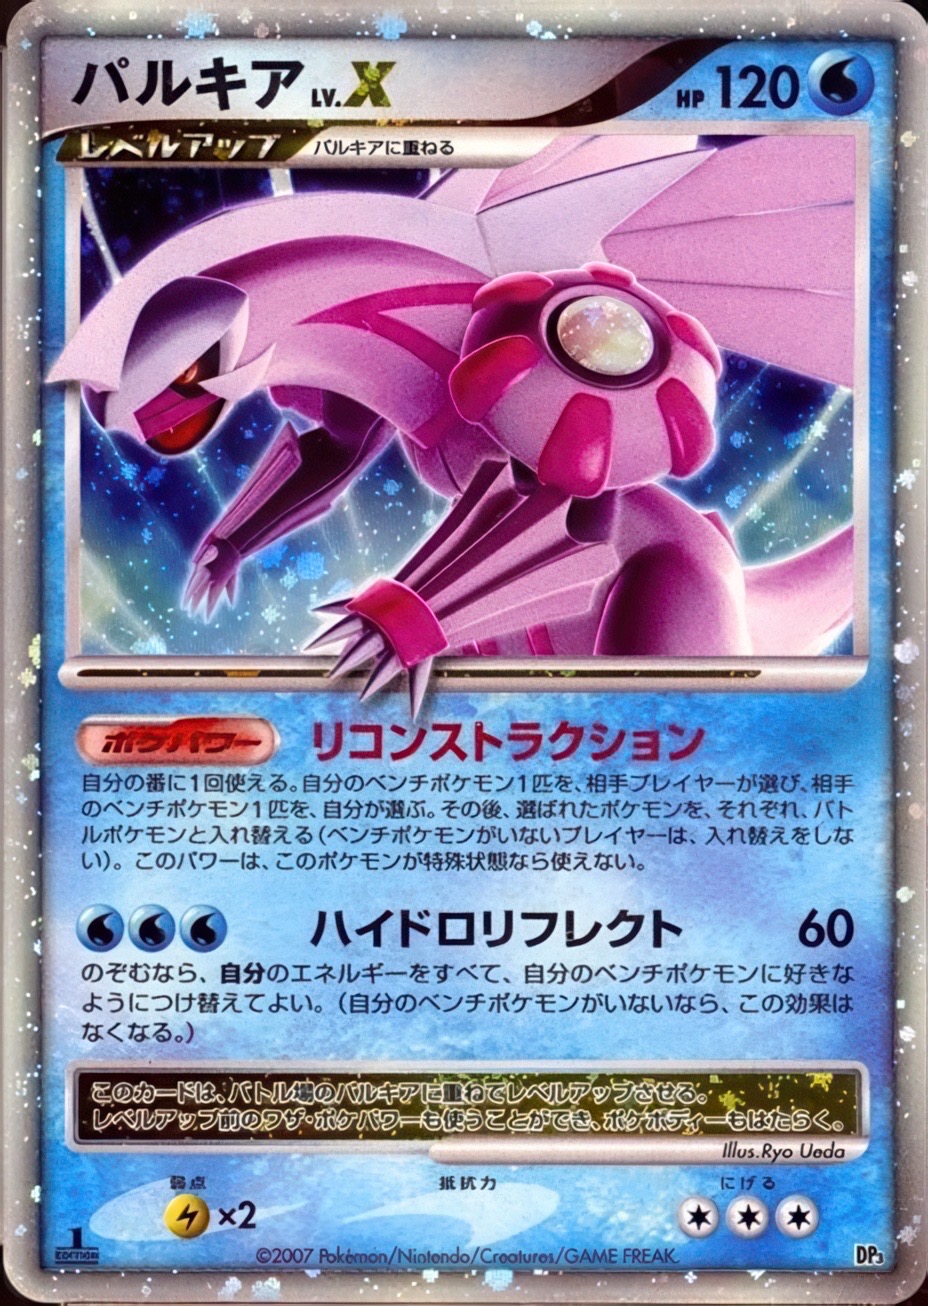 パルキア LV.X HP 120
レベルアップ パルキアに重ねる
ポケパワー リコンストラクション
自分の番に1回使える。自分のベンチポケモン1匹を、相手プレイヤーが選び、相手
のベンチポケモン1匹を、自分が選ぶ。その後、選ばれたポケモンを、それぞれ、バト
ルポケモンと入れ替える(ベンチポケモンがいないプレイヤーは、入れ替えをしな
い)。このパワーは、このポケモンが特殊状態なら使えない。
ハイドロリフレクト 60
のぞむなら、自分のエネルギーをすべて、自分のベンチポケモンに好きな
ようにつけ替えてよい。(自分のベンチポケモンがいないなら、この効果は
なくなる。)
このカードは、バトル場のパルキアに重ねてレベルアップさせる。
レベルアップ前のワザ・ポケパワーも使うことができ、ポケボディーもはたらく。
Illus.Ryo Ueda
弱点 抵抗力 にげる
×2
1 EDITION ©2007 Pokémon/Nintendo/Creatures/GAME FREAK. DP3